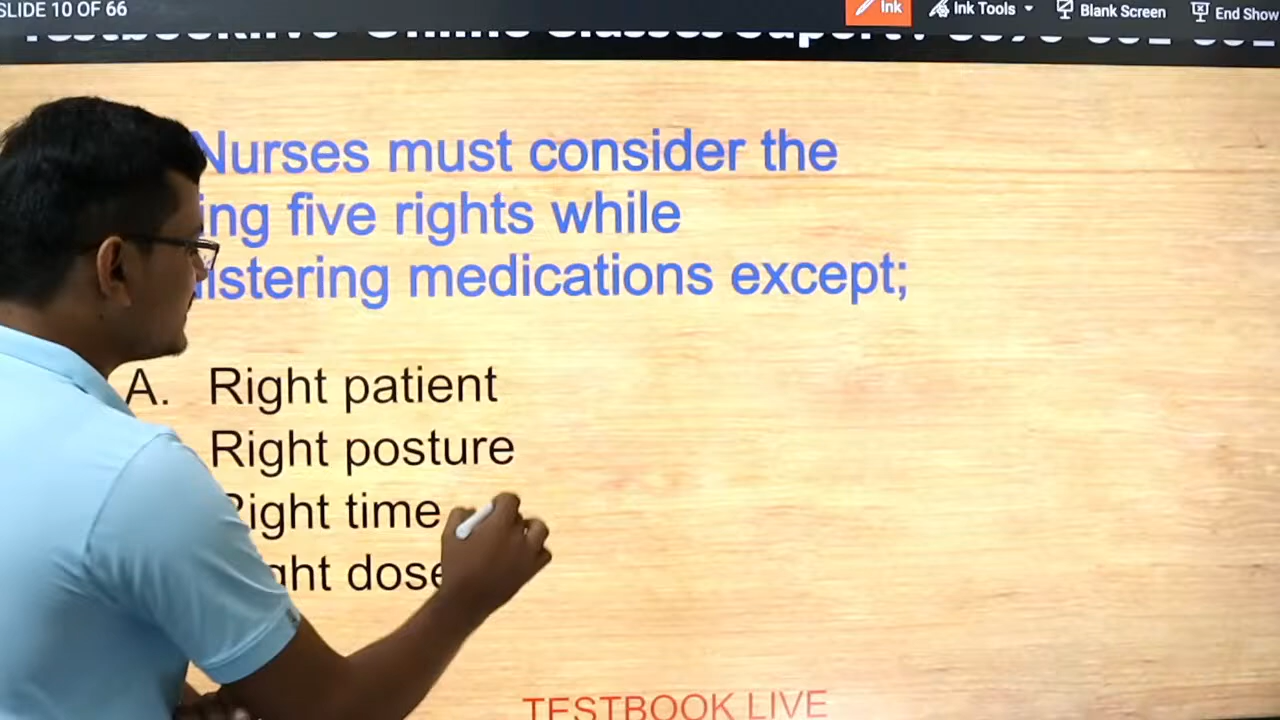 SLIDE 10 OF 66
Ink
Ink Tools
Blank Screen
End Show
Nurses must consider the
ing five rights while
istering medications except;
A. Right patient
Right posture
Right time
ght dose
TESTBOOK LIVE